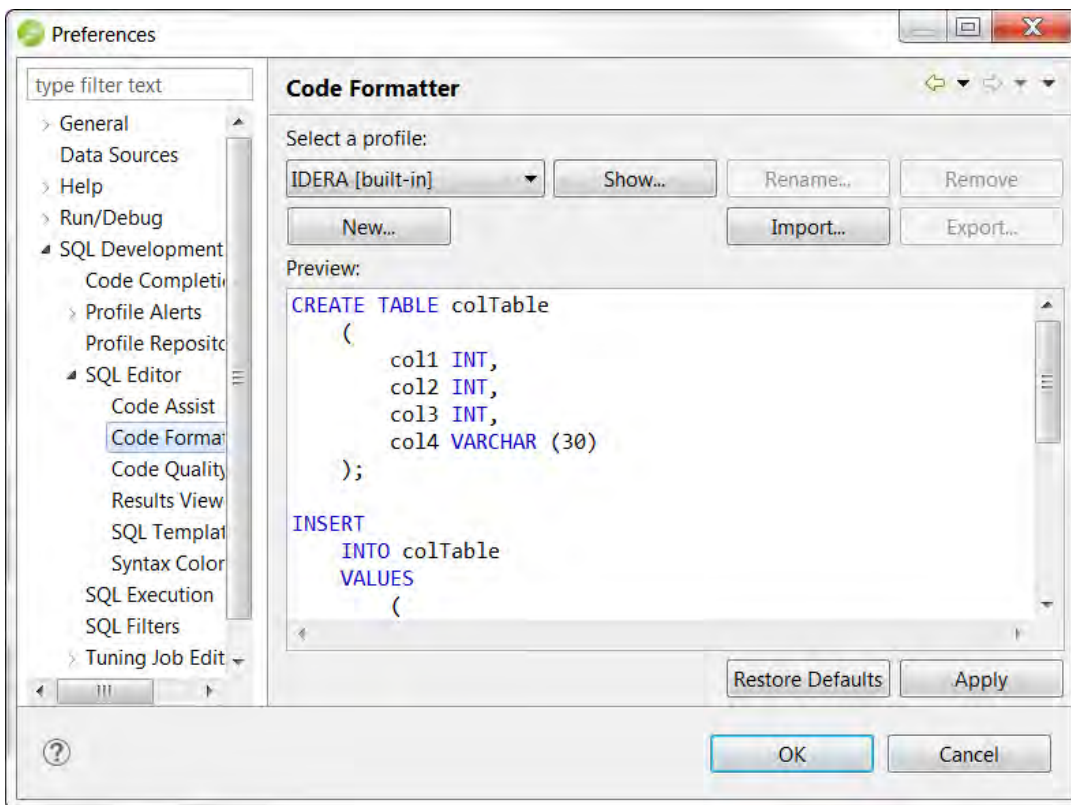 Preferences
type filter text
General
Data Sources
Help
Run/Debug
SQL Development
Code Completi
Profile Alerts
Profile Reposito
SQL Editor
Code Assist
Code Format
Code Quality
Results View
SQL Templat
Syntax Color
SQL Execution
SQL Filters
Tuning Job Edit
Code Formatter
Select a profile:
IDERA [built-in]
Show...
Rename...
Remove
New...
Import...
Export...
Preview:
CREATE TABLE colTable
(
col1 INT,
col2 INT,
col3 INT,
col4 VARCHAR (30)
);
INSERT
INTO colTable
VALUES
(
Restore Defaults
Apply
OK
Cancel